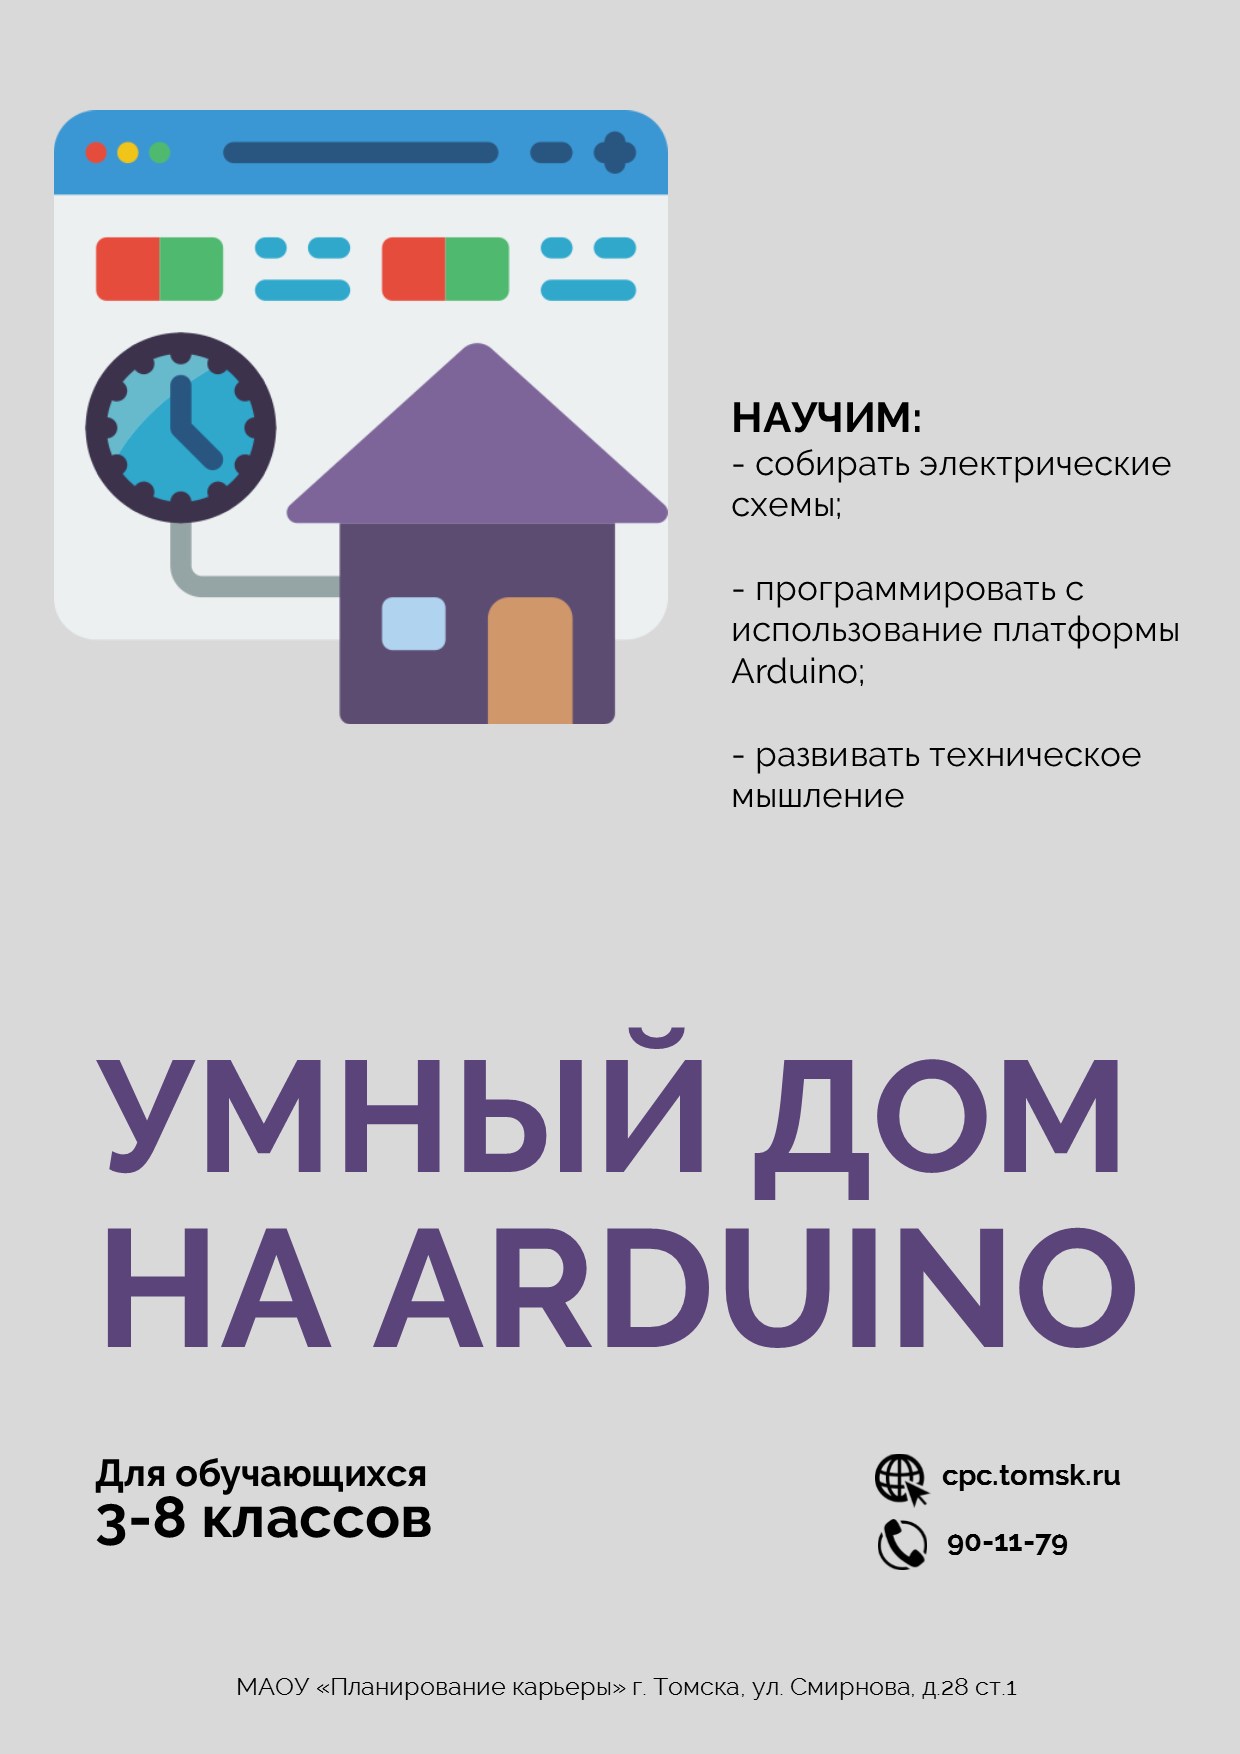 НАУЧИМ:
- собирать электрические
схемы;
- программировать с
использование платформы
Arduino;
- развивать техническое
мышление
УМНЫЙ ДОМ
НА ARDUINO
Для обучающихся
3-8 классов
cpc.tomsk.ru
90-11-79
МАОУ «Планирование карьеры» г. Томска, ул. Смирнова, д.28 ст.1